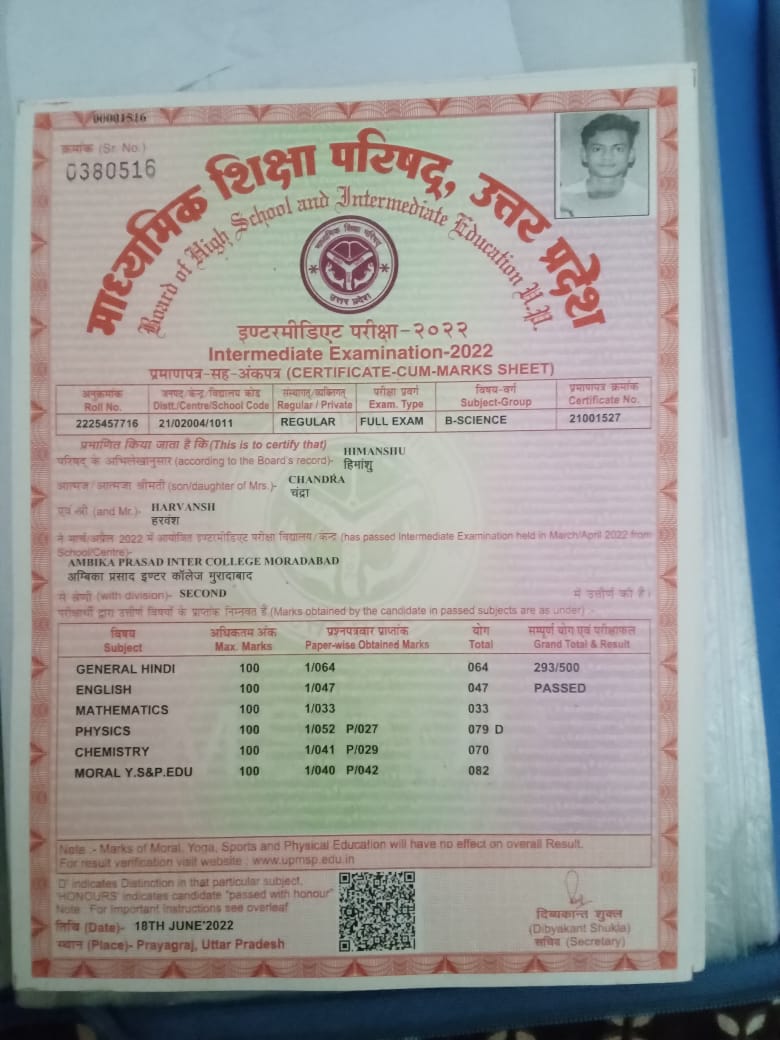 00001516
क्रमांक (Sr. No.)
0380516
माध्यमिक शिक्षा परिषद्, उत्तर प्रदेश
Board of High School and Intermediate Education U.P.
माध्यमिक शिक्षा परिषद्
उत्तर प्रदेश
इण्टरमीडिएट परीक्षा-२०२२
Intermediate Examination-2022
प्रमाणपत्र-सह-अंकपत्र (CERTIFICATE-CUM-MARKS SHEET)
अनुक्रमांक जनपद/केन्द्र/विद्यालय कोड संस्थागत/व्यक्तिगत परीक्षा प्रवर्ग विषय-वर्ग प्रमाणपत्र क्रमांक
Roll No. Distt./Centre/School Code Regular / Private Exam. Type Subject-Group Certificate No.
2225457716 21/02004/1011 REGULAR FULL EXAM B-SCIENCE 21001527
प्रमाणित किया जाता है कि (This is to certify that) HIMANSHU
परिषद के अभिलेखानुसार (according to the Board's record)- हिमांशु
आत्मज/आत्मजा श्रीमती (son/daughter of Mrs.)- CHANDRA
चंद्रा
एवं श्री (and Mr.)- HARVANSH
हरवंश
ने मार्च/अप्रैल 2022 में आयोजित इण्टरमीडिएट परीक्षा विद्यालय/केन्द्र (has passed Intermediate Examination held in March/April 2022 from
School/Centre)-
AMBIKA PRASAD INTER COLLEGE MORADABAD
अम्बिका प्रसाद इण्टर कॉलेज मुरादाबाद
में श्रेणी (with division)- SECOND में उत्तीर्ण की है।
परीक्षार्थी द्वारा उत्तीर्ण विषयों के प्राप्तांक निम्नवत हैं (Marks obtained by the candidate in passed subjects are as under) :-
विषय अधिकतम अंक प्रश्नपत्रवार प्राप्तांक योग सम्पूर्ण योग एवं परीक्षाफल
Subject Max. Marks Paper-wise Obtained Marks Total Grand Total & Result
GENERAL HINDI 100 1/064 064 293/500
ENGLISH 100 1/047 047 PASSED
MATHEMATICS 100 1/033 033
PHYSICS 100 1/052 P/027 079 D
CHEMISTRY 100 1/041 P/029 070
MORAL Y.S&P.EDU 100 1/040 P/042 082
Note :- Marks of Moral, Yoga, Sports and Physical Education will have no effect on overall Result.
For result verification visit website : www.upmsp.edu.in
'D' indicates Distinction in that particular subject.
'HONOURS' indicates candidate "passed with honour"
Note : For Important Instructions see overleaf
तिथि (Date)- 18TH JUNE'2022
स्थान (Place)- Prayagraj, Uttar Pradesh
दिब्यकान्त शुक्ल
(Dibyakant Shukla)
सचिव (Secretary)